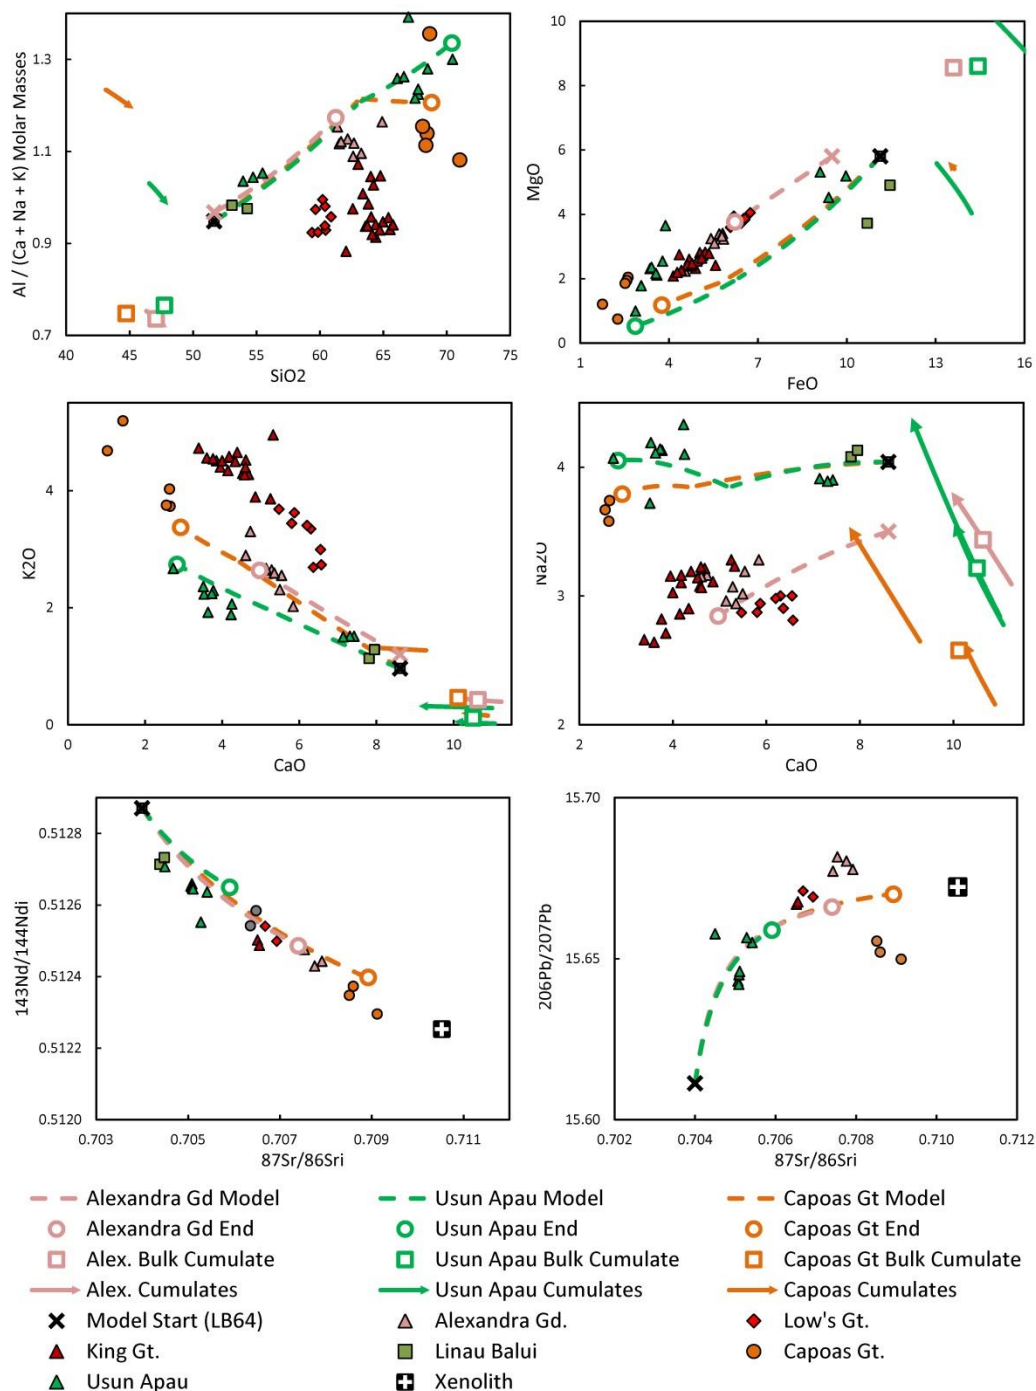 1.3
1.1
0.9
0.7
Al / (Ca + Na + K) Molar Masses
40 45 50 55 60 65 70 75
SiO2
10
8
6
4
2
0
MgO
1 4 7 10 13 16
FeO
6
4
2
0
K2O
0 2 4 6 8 10
CaO
5
4
3
2
Na2O
2 4 6 8 10
CaO
0.5128
0.5126
0.5124
0.5122
0.5120
143Nd/144Ndi
0.703 0.705 0.707 0.709 0.711
87Sr/86Sri
15.70
15.65
15.60
206Pb/207Pb
0.702 0.704 0.706 0.708 0.710 0.712
87Sr/86Sri
Alexandra Gd Model Usun Apau Model Capoas Gt Model
Alexandra Gd End Usun Apau End Capoas Gt End
Alex. Bulk Cumulate Usun Apau Bulk Cumulate Capoas Gt Bulk Cumulate
Alex. Cumulates Usun Apau Cumulates Capoas Cumulates
Model Start (LB64) Alexandra Gd. Low's Gt.
King Gt. Linau Balui Capoas Gt.
Usun Apau Xenolith